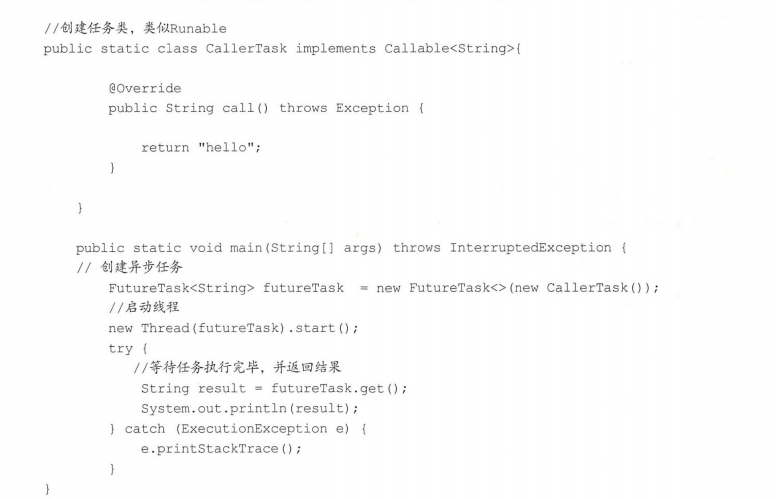 //创建任务类，类似Runable
public static class CallerTask implements Callable<String>{
@Override
public String call() throws Exception {
return "hello";
}
}
public static void main(String[] args) throws InterruptedException {
// 创建异步任务
FutureTask<String> futureTask  = new FutureTask<>(new CallerTask());
//启动线程
new Thread(futureTask).start();
try {
//等待任务执行完毕，并返回结果
String result = futureTask.get();
System.out.println(result);
} catch (ExecutionException e) {
e.printStackTrace();
}
}